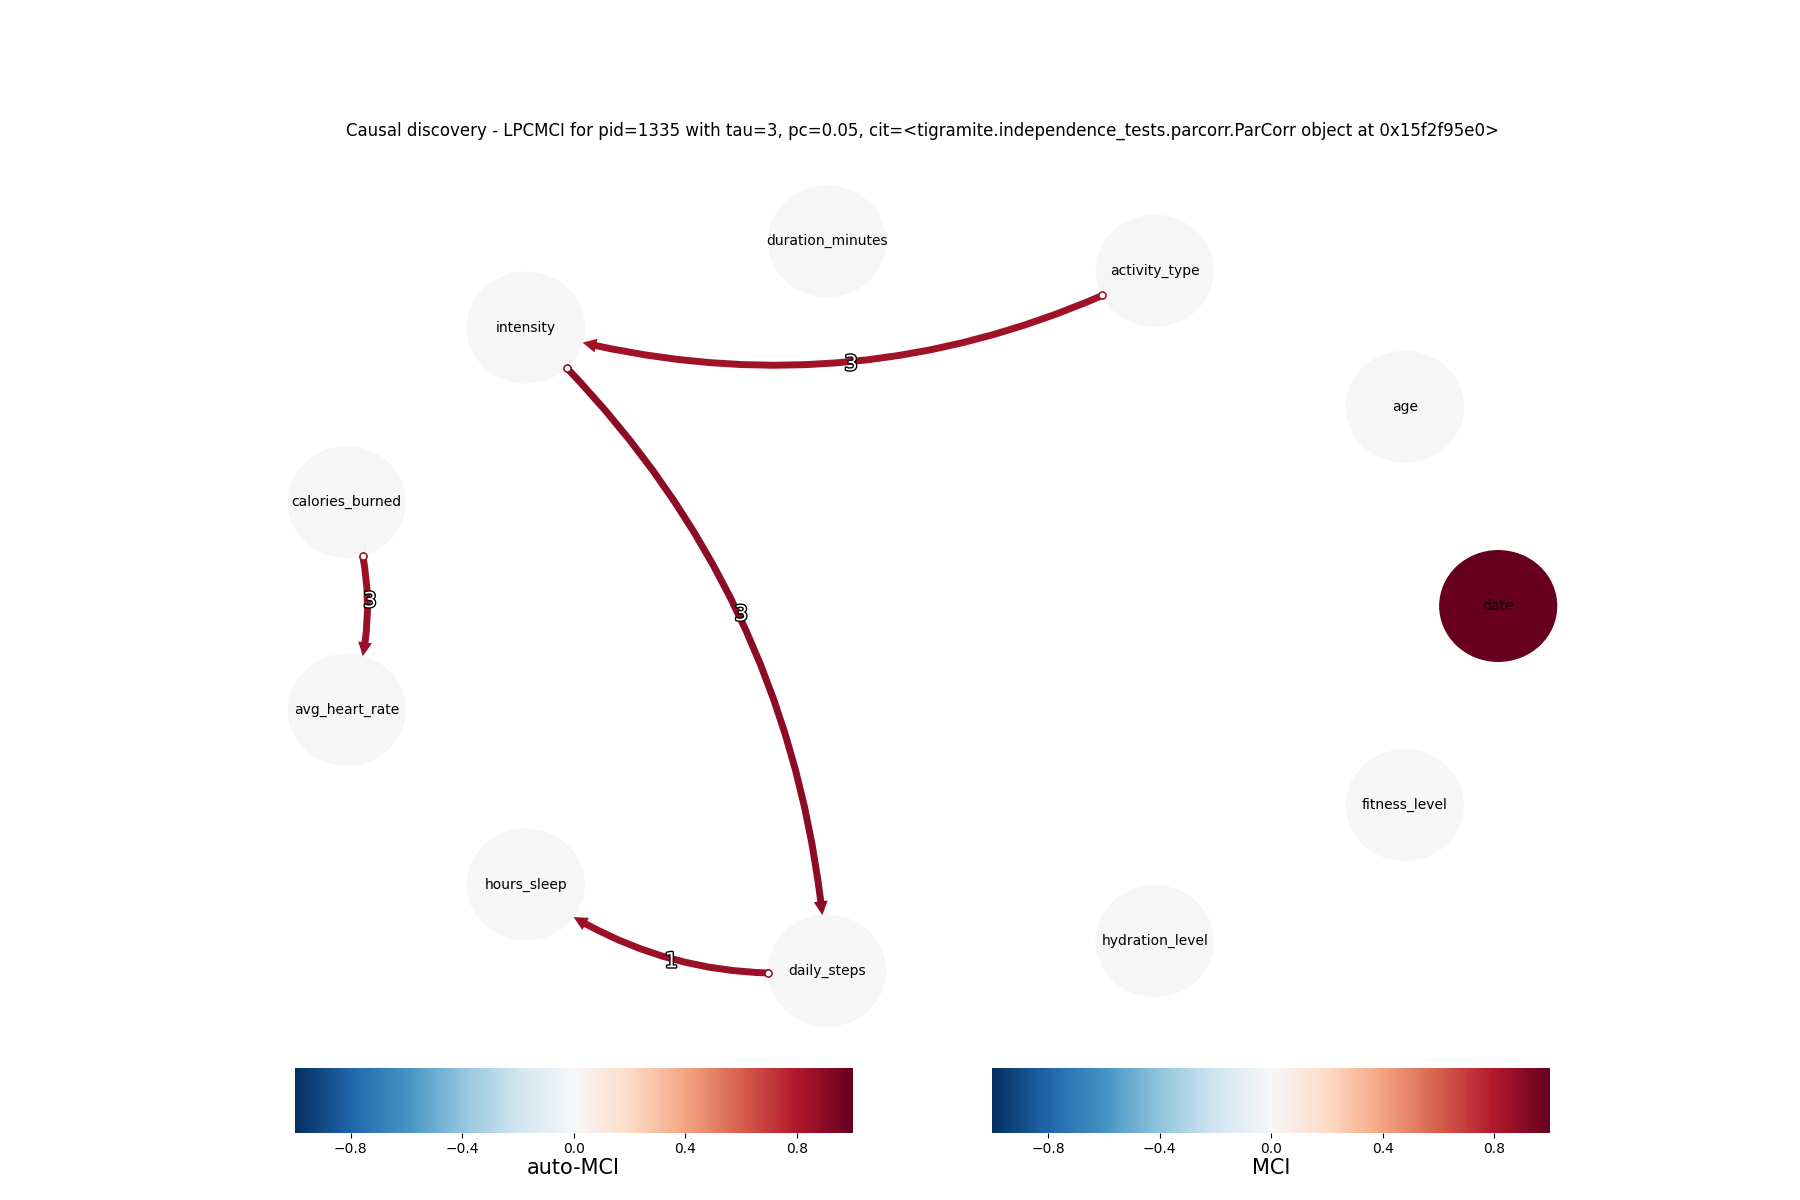 Causal discovery - LPCMCI for pid=1335 with tau=3, pc=0.05, cit=<tigramite.independence_tests.parcorr.ParCorr object at 0x15f2f95e0>
duration_minutes
activity_type
intensity
3
age
calories_burned
3
date
3
avg_heart_rate
fitness_level
hours_sleep
hydration_level
1
daily_steps
−0.8 −0.4 0.0 0.4 0.8
auto-MCI
−0.8 −0.4 0.0 0.4 0.8
MCI